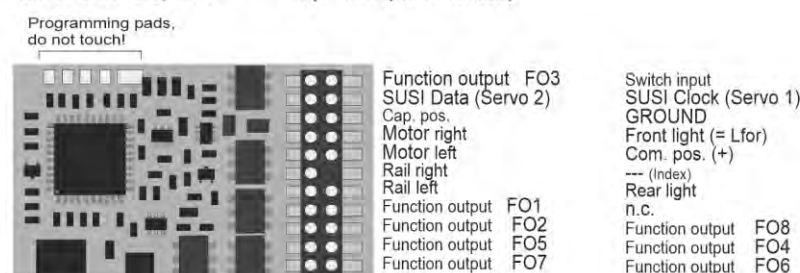 Programming pads,
do not touch!
Function output FO3 Switch input
SUSI Data (Servo 2) SUSI Clock (Servo 1)
Cap. pos. GROUND
Motor right Front light (= Lfor)
Motor left Com. pos. (+)
Rail right --- (Index)
Rail left Rear light
Function output FO1 n.c.
Function output FO2 Function output FO8
Function output FO5 Function output FO4
Function output FO7 Function output FO6